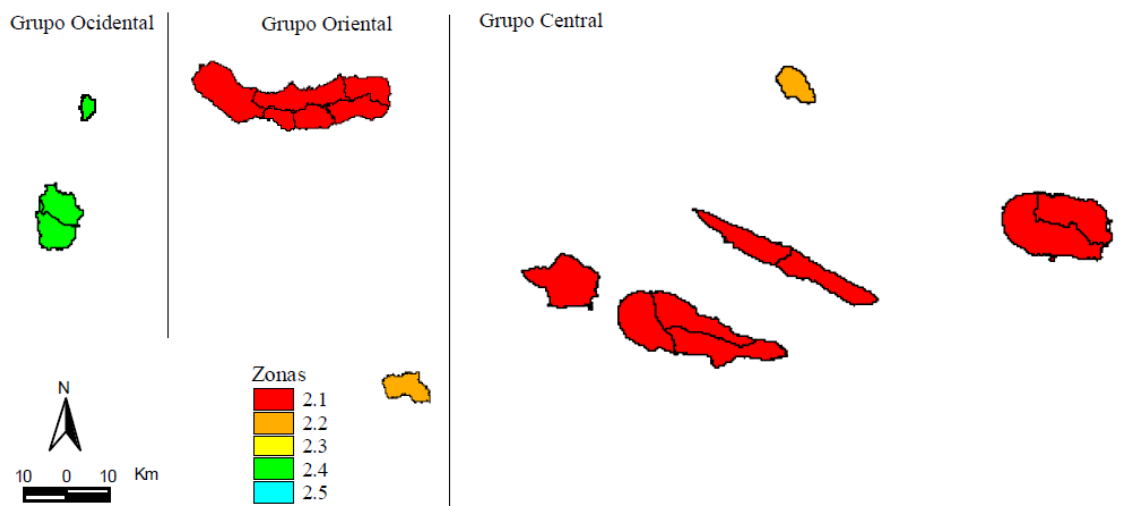 Grupo Ocidental
Grupo Oriental
Grupo Central
Zonas
2.1
2.2
2.3
2.4
2.5
N
10 0 10 Km